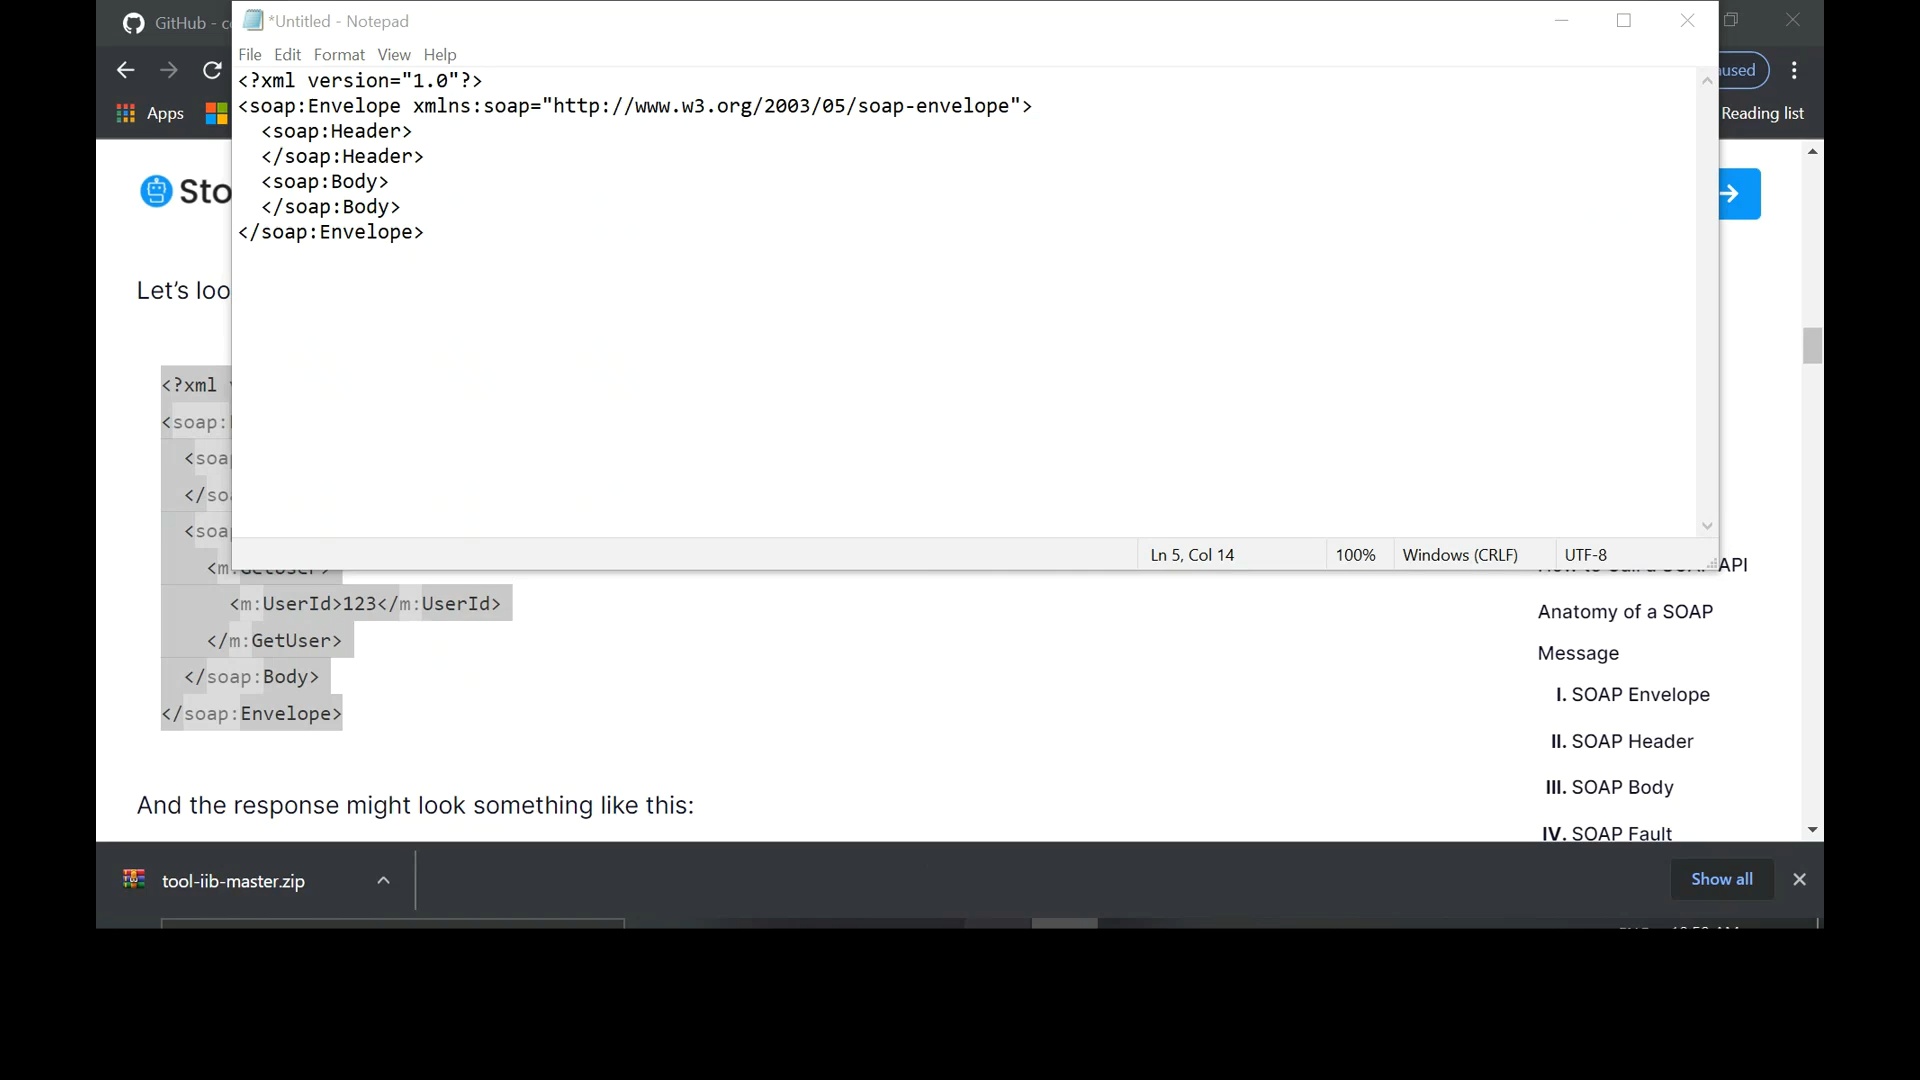 GitHub - c
*Untitled - Notepad
File Edit Format View Help
<?xml version="1.0"?>
<soap:Envelope xmlns:soap="http://www.w3.org/2003/05/soap-envelope">
  <soap:Header>
  </soap:Header>
  <soap:Body>
  </soap:Body>
</soap:Envelope>
Ln 5, Col 14 100% Windows (CRLF) UTF-8
used
Apps
Reading list
Sto
Let's loo
<?xml
<soap:
<soa
</so
<soa
<m:GetUser>
<m:UserId>123</m:UserId>
</m:GetUser>
</soap:Body>
</soap:Envelope>
And the response might look something like this:
API
Anatomy of a SOAP
Message
I. SOAP Envelope
II. SOAP Header
III. SOAP Body
IV. SOAP Fault
tool-iib-master.zip
Show all